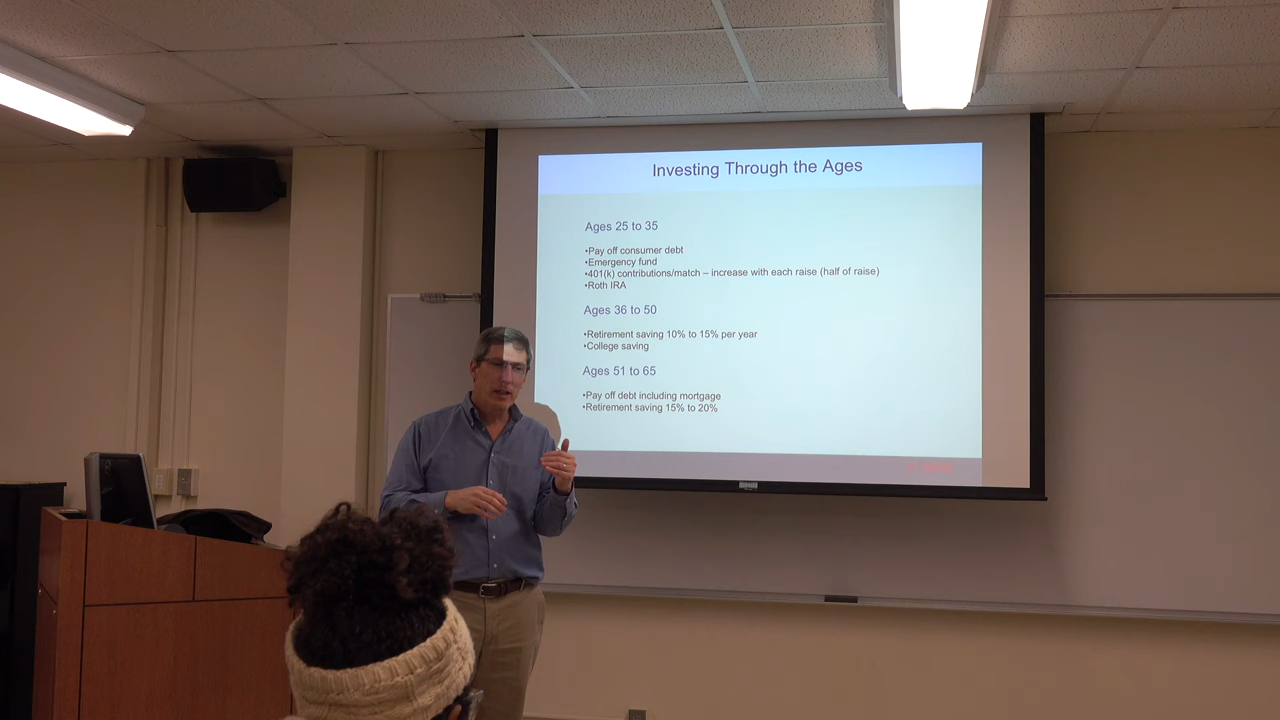 Investing Through the Ages
Ages 25 to 35
•Pay off consumer debt
•Emergency fund
•401(k) contributions/match – increase with each raise (half of raise)
•Roth IRA
Ages 36 to 50
•Retirement saving 10% to 15% per year
•College saving
Ages 51 to 65
•Pay off debt including mortgage
•Retirement saving 15% to 20%